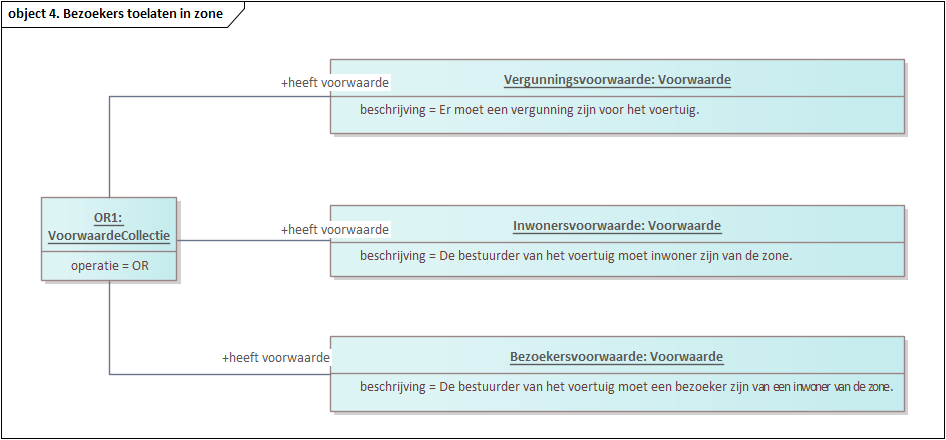 object 4. Bezoekers toelaten in zone
+heeft voorwaarde
Vergunningsvoorwaarde: Voorwaarde
beschrijving = Er moet een vergunning zijn voor het voertuig.
OR1:
VoorwaardeCollectie
operatie = OR
+heeft voorwaarde
Inwonersvoorwaarde: Voorwaarde
beschrijving = De bestuurder van het voertuig moet inwoner zijn van de zone.
+heeft voorwaarde
Bezoekersvoorwaarde: Voorwaarde
beschrijving = De bestuurder van het voertuig moet een bezoeker zijn van een inwoner van de zone.